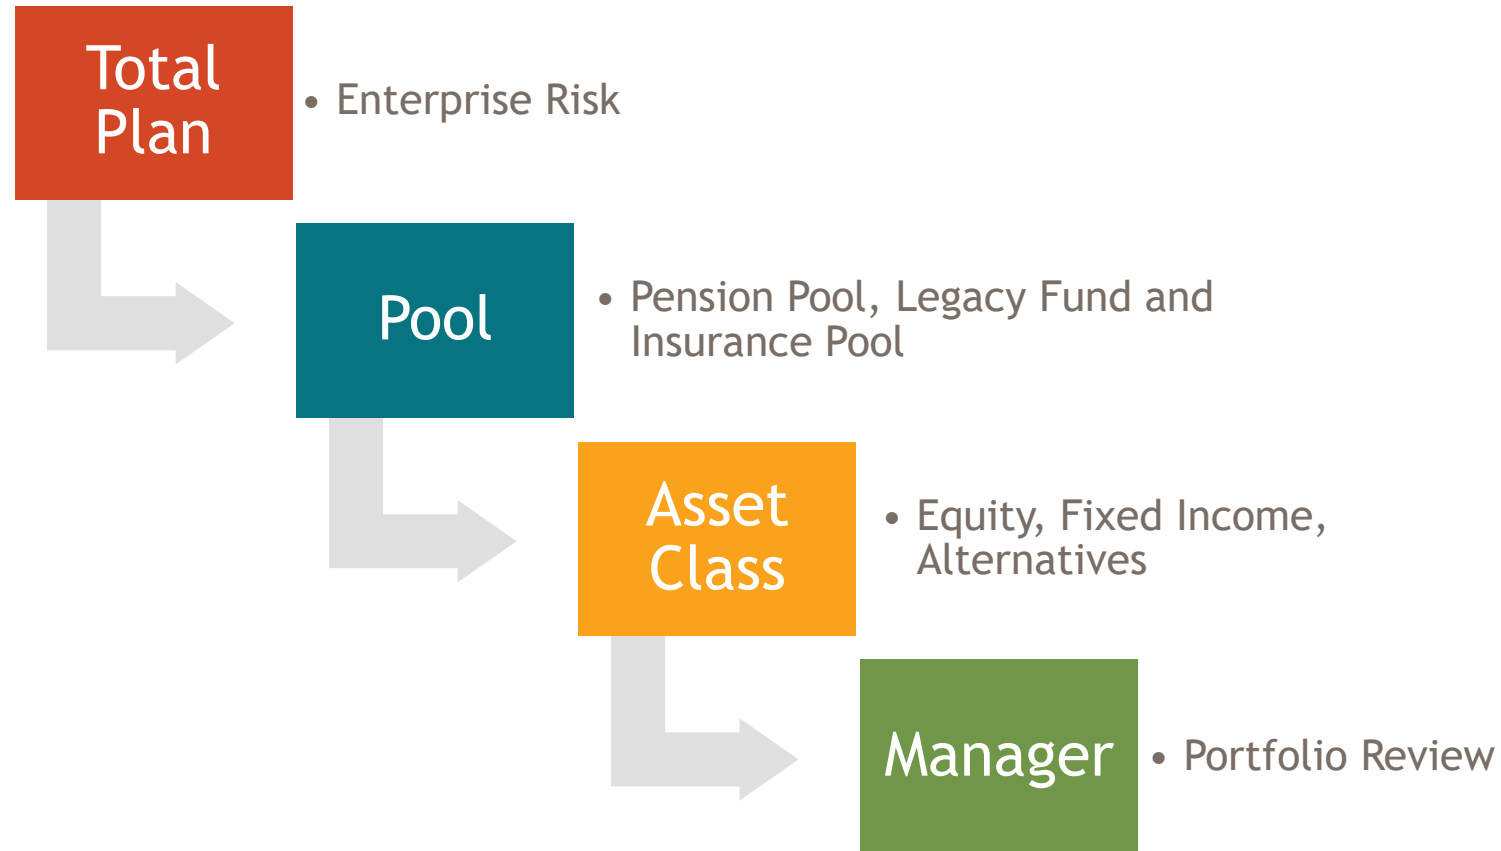 Total
Plan
• Enterprise Risk
Pool
• Pension Pool, Legacy Fund and
Insurance Pool
Asset
Class
• Equity, Fixed Income,
Alternatives
Manager
• Portfolio Review